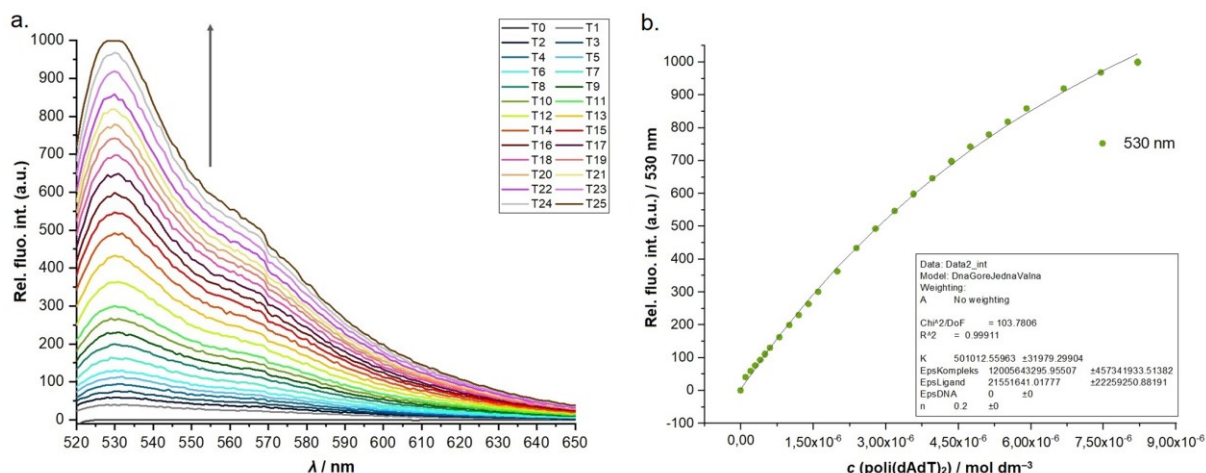 a.
1000
900
800
700
600
500
400
300
200
100
0
Rel. fluo. int. (a.u.)
520 530 540 550 560 570 580 590 600 610 620 630 640 650
λ / nm
T0 T1
T2 T3
T4 T5
T6 T7
T8 T9
T10 T11
T12 T13
T14 T15
T16 T17
T18 T19
T20 T21
T22 T23
T24 T25
b.
1000
900
800
700
600
500
400
300
200
100
0
-100
Rel. fluo. int. (a.u.) / 530 nm
530 nm
Data: Data2_int
Model: DnaGoreJednaValna
Weighting:
A No weighting
Chi^2/DoF = 103.7806
R^2 = 0.99911
K 501012.55963 ±31979.29904
EpsKompleks 12005643295.95507 ±457341933.51382
EpsLigand 21551641.01777 ±22259250.88191
EpsDNA 0 ±0
n 0.2 ±0
0,00 1,50x10⁻⁶ 3,00x10⁻⁶ 4,50x10⁻⁶ 6,00x10⁻⁶ 7,50x10⁻⁶ 9,00x10⁻⁶
c (poli(dAdT)₂) / mol dm⁻³